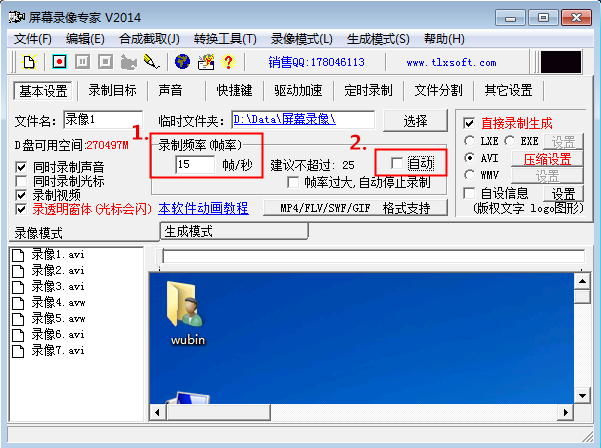 屏幕录像专家 V2014
文件(F) 编辑(E) 合成截取(J) 转换工具(T) 录像模式(L) 生成模式(S) 帮助(H)
销售QQ:178046113 www.tlxsoft.com
基本设置 录制目标 声音 快捷键 驱动加速 定时录制 文件分割 其它设置
文件名: 录像1 临时文件夹: D:\Data\屏幕录像\ 选择
D盘可用空间:270497M
1. 录制频率(帧率)
15 帧/秒 建议不超过: 25
2. 自动
帧率过大,自动停止录制
同时录制声音
同时录制光标
录制视频
录透明窗体(光标会闪)
本软件动画教程 MP4/FLV/SWF/GIF 格式支持
直接录制生成
LXE EXE 设置
AVI 压缩设置
WMV 设置
自设信息 设置
(版权文字 logo图形)
录像模式 生成模式
录像1.avi
录像2.avi
录像3.avi
录像4.avw
录像5.avw
录像6.avi
录像7.avi
wubin